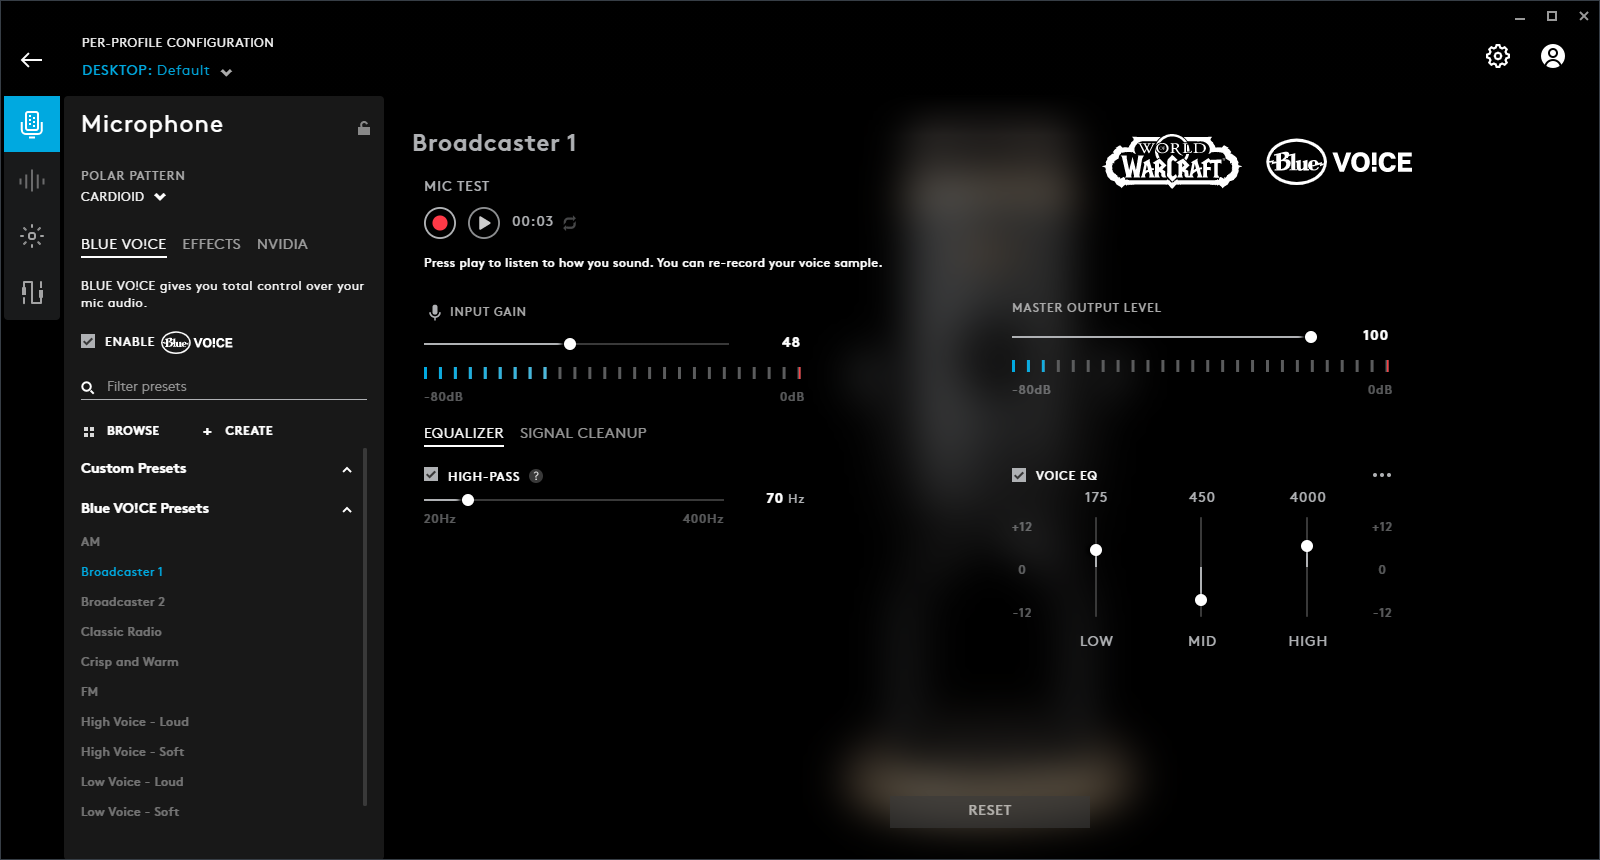 PER-PROFILE CONFIGURATION
DESKTOP: Default
Microphone
POLAR PATTERN
CARDIOID
BLUE VO!CE EFFECTS NVIDIA
BLUE VO!CE gives you total control over your
mic audio.
ENABLE Blue VO!CE
Filter presets
BROWSE + CREATE
Custom Presets
Blue VO!CE Presets
AM
Broadcaster 1
Broadcaster 2
Classic Radio
Crisp and Warm
FM
High Voice - Loud
High Voice - Soft
Low Voice - Loud
Low Voice - Soft
Broadcaster 1
WORLD
WARCRAFT
Blue VO!CE
MIC TEST
00:03
Press play to listen to how you sound. You can re-record your voice sample.
INPUT GAIN
48
-80dB 0dB
MASTER OUTPUT LEVEL
100
-80dB 0dB
EQUALIZER SIGNAL CLEANUP
HIGH-PASS ?
70 Hz
20Hz 400Hz
VOICE EQ
175 450 4000
+12 +12
0 0
-12 -12
LOW MID HIGH
RESET